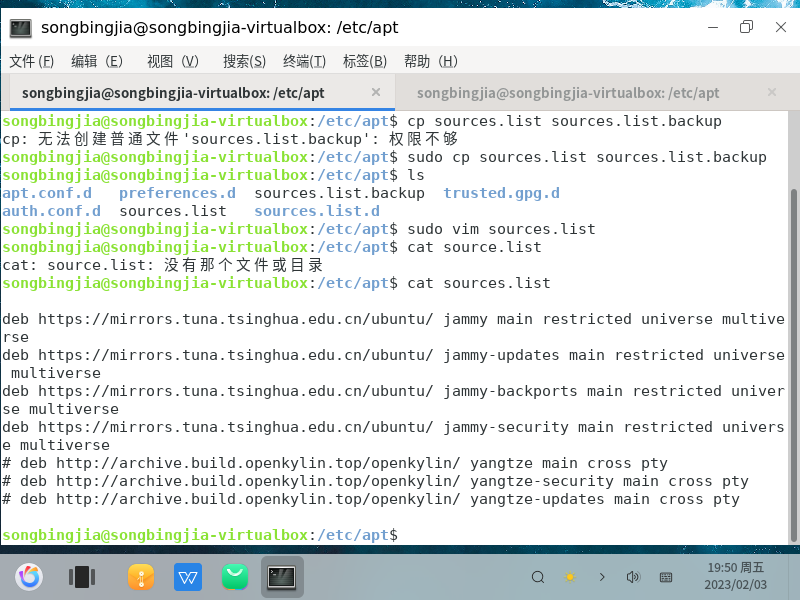 songbingjia@songbingjia-virtualbox: /etc/apt
文件 (F) 编辑 (E) 视图 (V) 搜索(S) 终端(T) 标签(B) 帮助 (H)
songbingjia@songbingjia-virtualbox: /etc/apt songbingjia@songbingjia-virtualbox: /etc/apt
songbingjia@songbingjia-virtualbox:/etc/apt$ cp sources.list sources.list.backup
cp: 无法创建普通文件'sources.list.backup': 权限不够
songbingjia@songbingjia-virtualbox:/etc/apt$ sudo cp sources.list sources.list.backup
songbingjia@songbingjia-virtualbox:/etc/apt$ ls
apt.conf.d preferences.d sources.list.backup trusted.gpg.d
auth.conf.d sources.list sources.list.d
songbingjia@songbingjia-virtualbox:/etc/apt$ sudo vim sources.list
songbingjia@songbingjia-virtualbox:/etc/apt$ cat source.list
cat: source.list: 没有那个文件或目录
songbingjia@songbingjia-virtualbox:/etc/apt$ cat sources.list
deb https://mirrors.tuna.tsinghua.edu.cn/ubuntu/ jammy main restricted universe multive
rse
deb https://mirrors.tuna.tsinghua.edu.cn/ubuntu/ jammy-updates main restricted universe
multiverse
deb https://mirrors.tuna.tsinghua.edu.cn/ubuntu/ jammy-backports main restricted univer
se multiverse
deb https://mirrors.tuna.tsinghua.edu.cn/ubuntu/ jammy-security main restricted univers
e multiverse
# deb http://archive.build.openkylin.top/openkylin/ yangtze main cross pty
# deb http://archive.build.openkylin.top/openkylin/ yangtze-security main cross pty
# deb http://archive.build.openkylin.top/openkylin/ yangtze-updates main cross pty
songbingjia@songbingjia-virtualbox:/etc/apt$
19:50 周五
2023/02/03